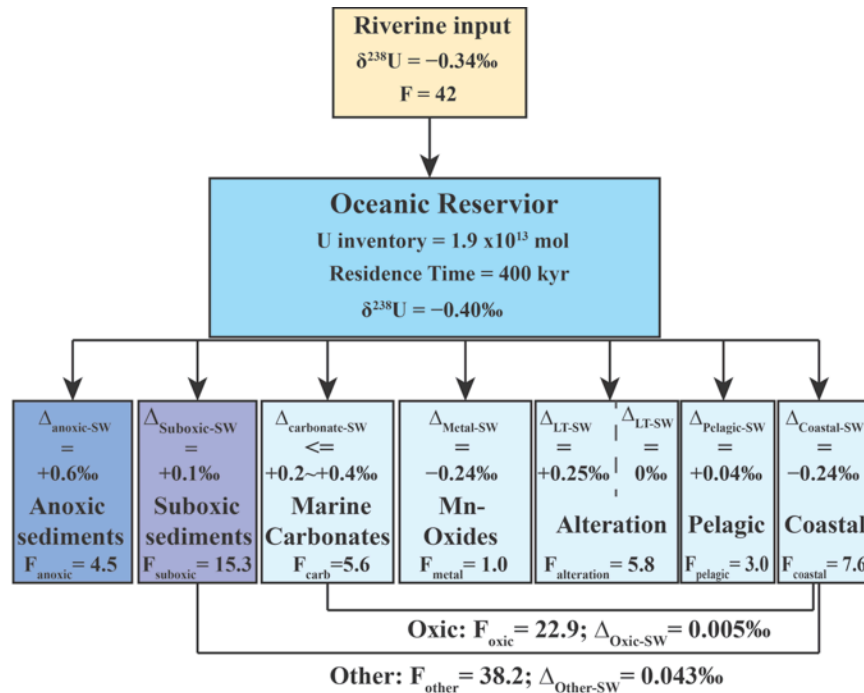 Riverine input
δ²³⁸U = −0.34‰
F = 42
Oceanic Reservior
U inventory = 1.9 x10¹³ mol
Residence Time = 400 kyr
δ²³⁸U = −0.40‰
Δanoxic-SW
=
+0.6‰
Anoxic
sediments
Fanoxic = 4.5
ΔSuboxic-SW
=
+0.1‰
Suboxic
sediments
Fsuboxic = 15.3
Δcarbonate-SW
<=
+0.2~+0.4‰
Marine
Carbonates
Fcarb =5.6
ΔMetal-SW
=
−0.24‰
Mn-
Oxides
Fmetal = 1.0
ΔLT-SW
=
+0.25‰
ΔLT-SW
=
0‰
Alteration
Falteration = 5.8
ΔPelagic-SW
=
+0.04‰
Pelagic
Fpelagic = 3.0
ΔCoastal-SW
=
−0.24‰
Coastal
Fcoastal = 7.6
Oxic: Foxic = 22.9; ΔOxic-SW = 0.005‰
Other: Fother = 38.2; ΔOther-SW = 0.043‰